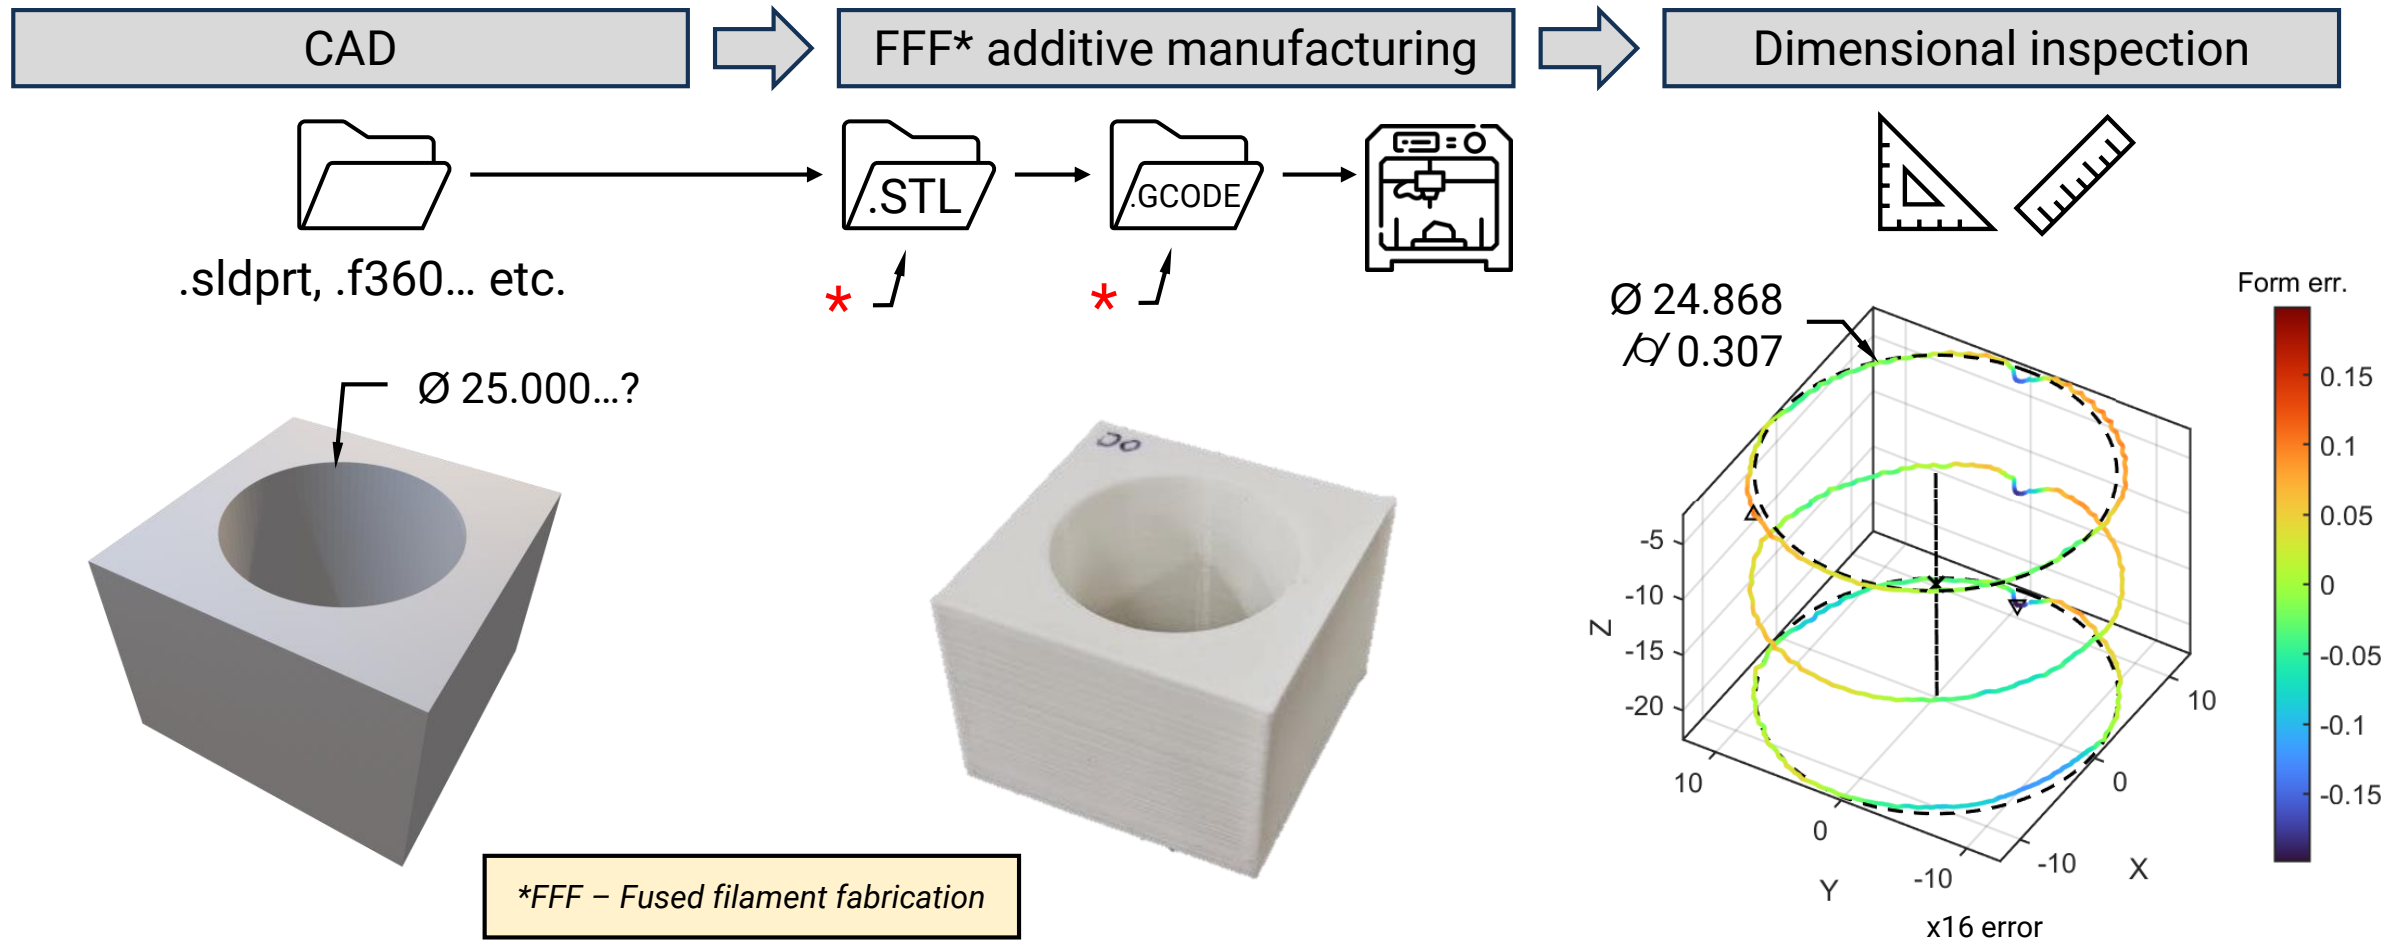 CAD
FFF* additive manufacturing
Dimensional inspection
.STL
.GCODE
.sldprt, .f360... etc.
*
*
Ø 25.000...?
Ø 24.868
⌭ 0.307
Form err.
0.15
0.1
0.05
0
-0.05
-0.1
-0.15
-5
-10
-15
-20
Z
10
0
-10
Y
10
0
-10
X
x16 error
*FFF – Fused filament fabrication